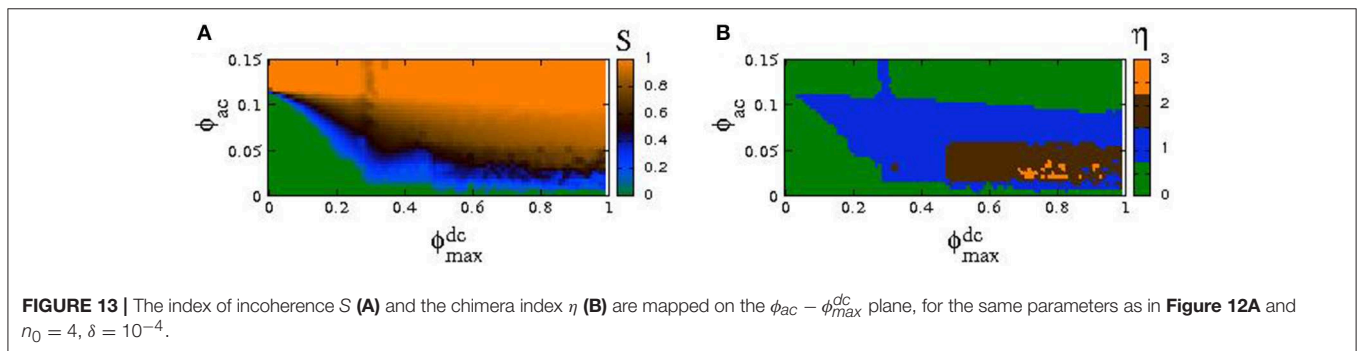 A
S
0.15
0.1
0.05
0
ϕac
0 0.2 0.4 0.6 0.8 1
ϕ^dc_max
1
0.8
0.6
0.4
0.2
0
B
η
0.15
0.1
0.05
0
ϕac
0 0.2 0.4 0.6 0.8 1
ϕ^dc_max
3
2
1
0
FIGURE 13 | The index of incoherence S (A) and the chimera index η (B) are mapped on the ϕac − ϕ^dc_max plane, for the same parameters as in Figure 12A and
n0 = 4, δ = 10−4.